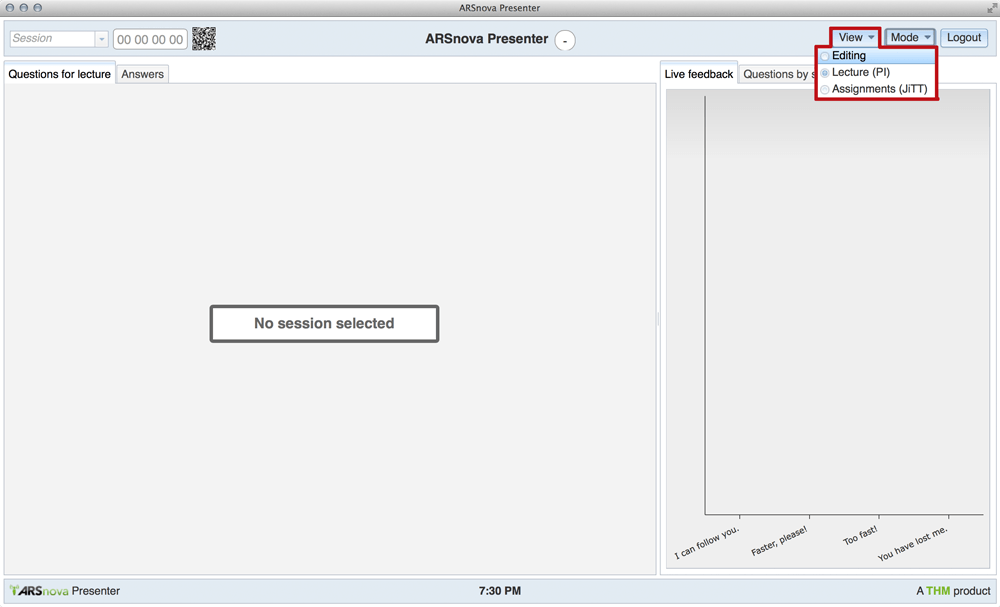 ARSnova Presenter
Session
00 00 00 00
ARSnova Presenter
-
View
Mode
Logout
Editing
Lecture (PI)
Assignments (JiTT)
Questions for lecture
Answers
Live feedback
Questions by
No session selected
I can follow you.
Faster, please!
Too fast!
You have lost me.
ARSnova Presenter
7:30 PM
A THM product